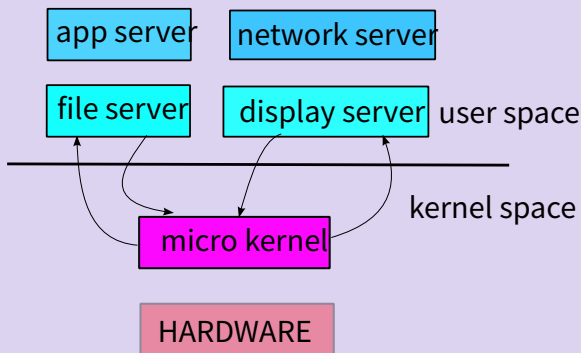 app server
network server
file server
display server
user space
kernel space
micro kernel
HARDWARE